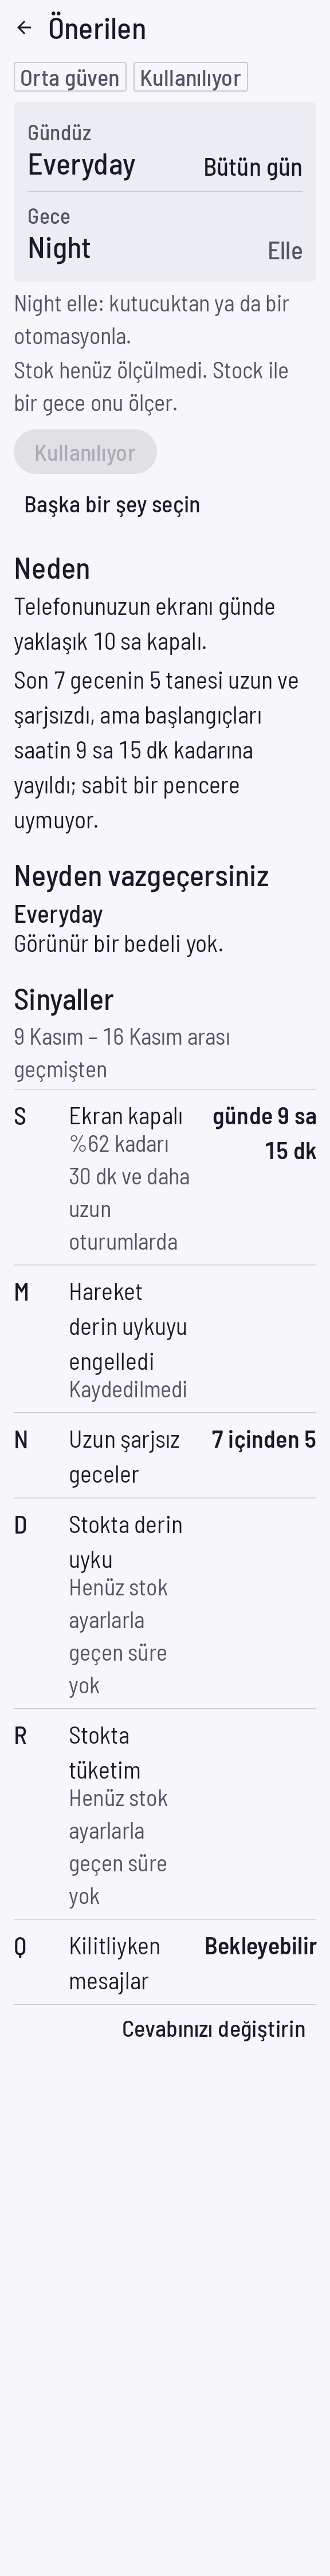 Önerilen
Orta güven
Kullanılıyor
Gündüz
Everyday
Bütün gün
Gece
Night
Elle
Night elle: kutucuktan ya da bir
otomasyonla.
Stok henüz ölçülmedi. Stock ile
bir gece onu ölçer.
Kullanılıyor
Başka bir şey seçin
Neden
Telefonunuzun ekranı günde
yaklaşık 10 sa kapalı.
Son 7 gecenin 5 tanesi uzun ve
şarjsızdı, ama başlangıçları
saatin 9 sa 15 dk kadarına
yayıldı; sabit bir pencere
uymuyor.
Neyden vazgeçersiniz
Everyday
Görünür bir bedeli yok.
Sinyaller
9 Kasım – 16 Kasım arası
geçmişten
S
Ekran kapalı
günde 9 sa
15 dk
%62 kadarı
30 dk ve daha
uzun
oturumlarda
M
Hareket
derin uykuyu
engelledi
Kaydedilmedi
N
Uzun şarjsız
geceler
7 içinden 5
D
Stokta derin
uyku
Henüz stok
ayarlarla
geçen süre
yok
R
Stokta
tüketim
Henüz stok
ayarlarla
geçen süre
yok
Q
Kilitliyken
mesajlar
Bekleyebilir
Cevabınızı değiştirin